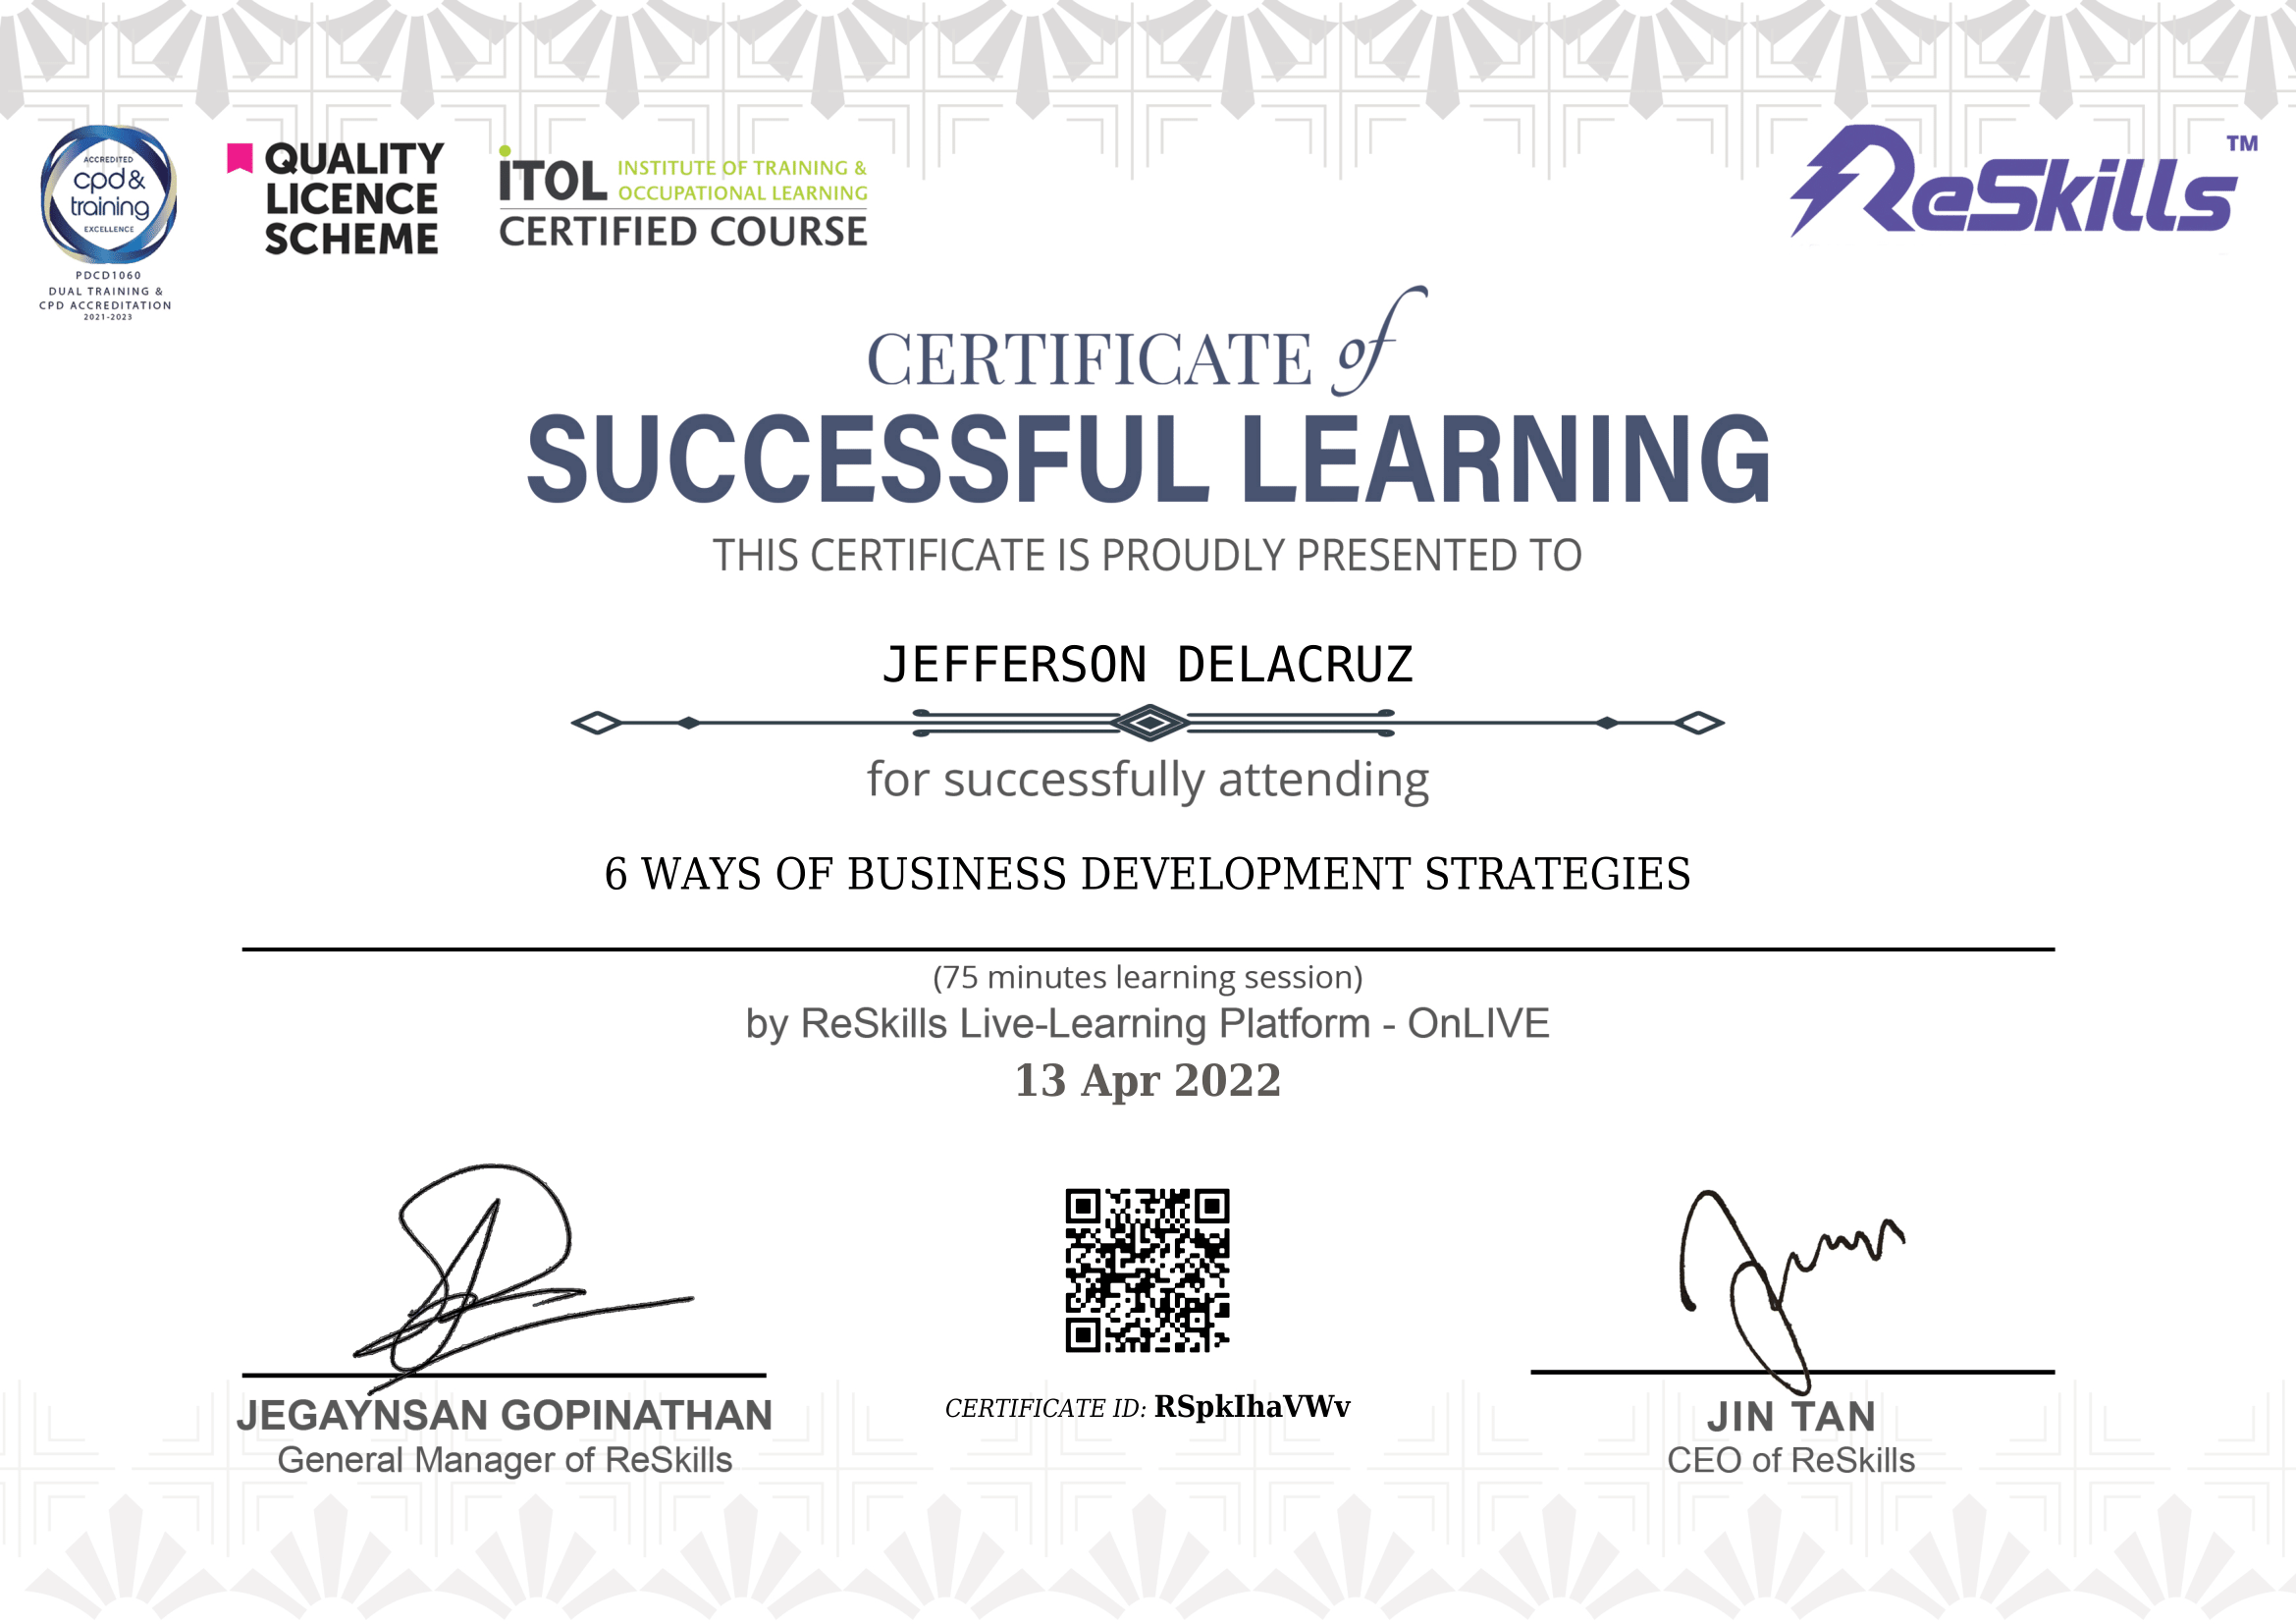 ACCREDITED
cpd &
training
EXCELLENCE
PDCD1060
DUAL TRAINING &
CPD ACCREDITATION
2021-2023
QUALITY
LICENCE
SCHEME
iTOL INSTITUTE OF TRAINING &
OCCUPATIONAL LEARNING
CERTIFIED COURSE
ReSkills TM
CERTIFICATE of
SUCCESSFUL LEARNING
THIS CERTIFICATE IS PROUDLY PRESENTED TO
JEFFERSON DELACRUZ
for successfully attending
6 WAYS OF BUSINESS DEVELOPMENT STRATEGIES
(75 minutes learning session)
by ReSkills Live-Learning Platform - OnLIVE
13 Apr 2022
JEGAYNSAN GOPINATHAN
General Manager of ReSkills
CERTIFICATE ID: RSpkIhaVWv
JIN TAN
CEO of ReSkills